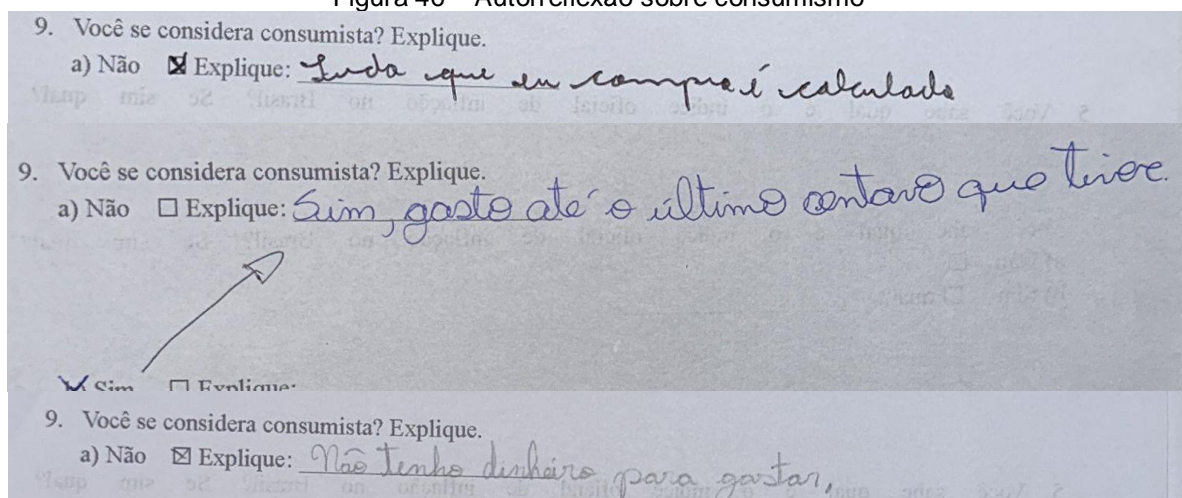 Figura 40 – Autorreflexão sobre consumismo
9. Você se considera consumista? Explique.
a) Não ☒ Explique: Tudo que eu compro é calculado
9. Você se considera consumista? Explique.
a) Não ☐ Explique: Sim, gasto até o último centavo que tiver.
Sim ☐ Explique:
9. Você se considera consumista? Explique.
a) Não ☒ Explique: Não tenho dinheiro para gastar,